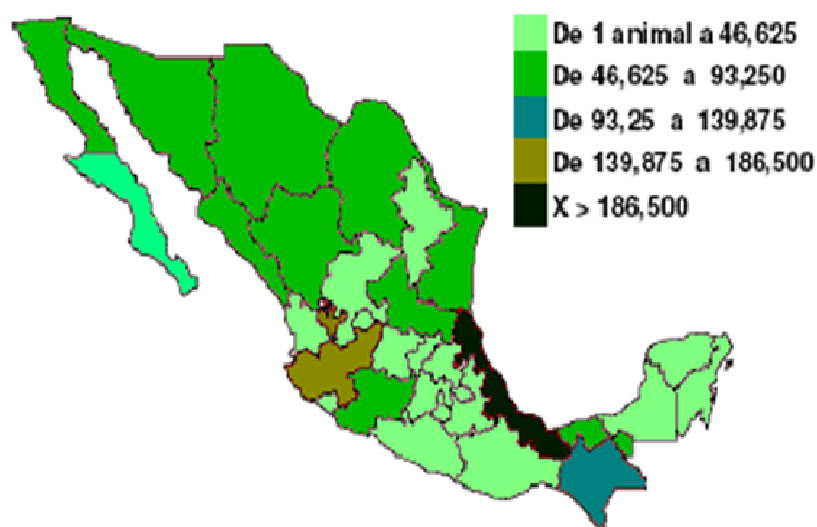 De 1 animal a 46,625
De 46,625 a 93,250
De 93,25 a 139,875
De 139,875 a 186,500
X > 186,500